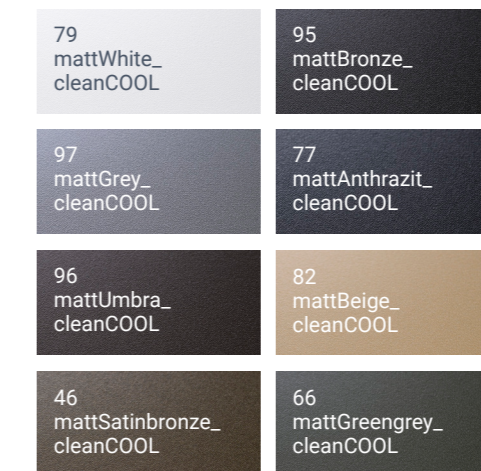 79
mattWhite_
cleanCOOL
95
mattBronze_
cleanCOOL
97
mattGrey_
cleanCOOL
77
mattAnthrazit_
cleanCOOL
96
mattUmbra_
cleanCOOL
82
mattBeige_
cleanCOOL
46
mattSatinbronze_
cleanCOOL
66
mattGreengrey_
cleanCOOL